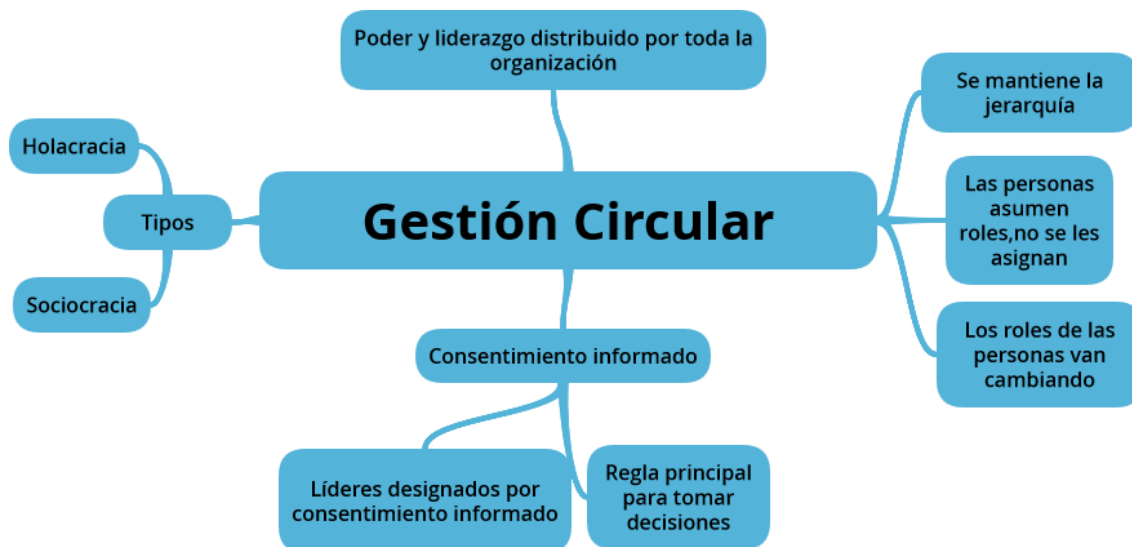 Poder y liderazgo distribuido por toda la
organización
Se mantiene la
jerarquía
Holacracia
Las personas
asumen
roles,no se les
asignan
Tipos
Gestión Circular
Sociocracia
Los roles de las
personas van
cambiando
Consentimiento informado
Líderes designados por
consentimiento informado
Regla principal
para tomar
decisiones